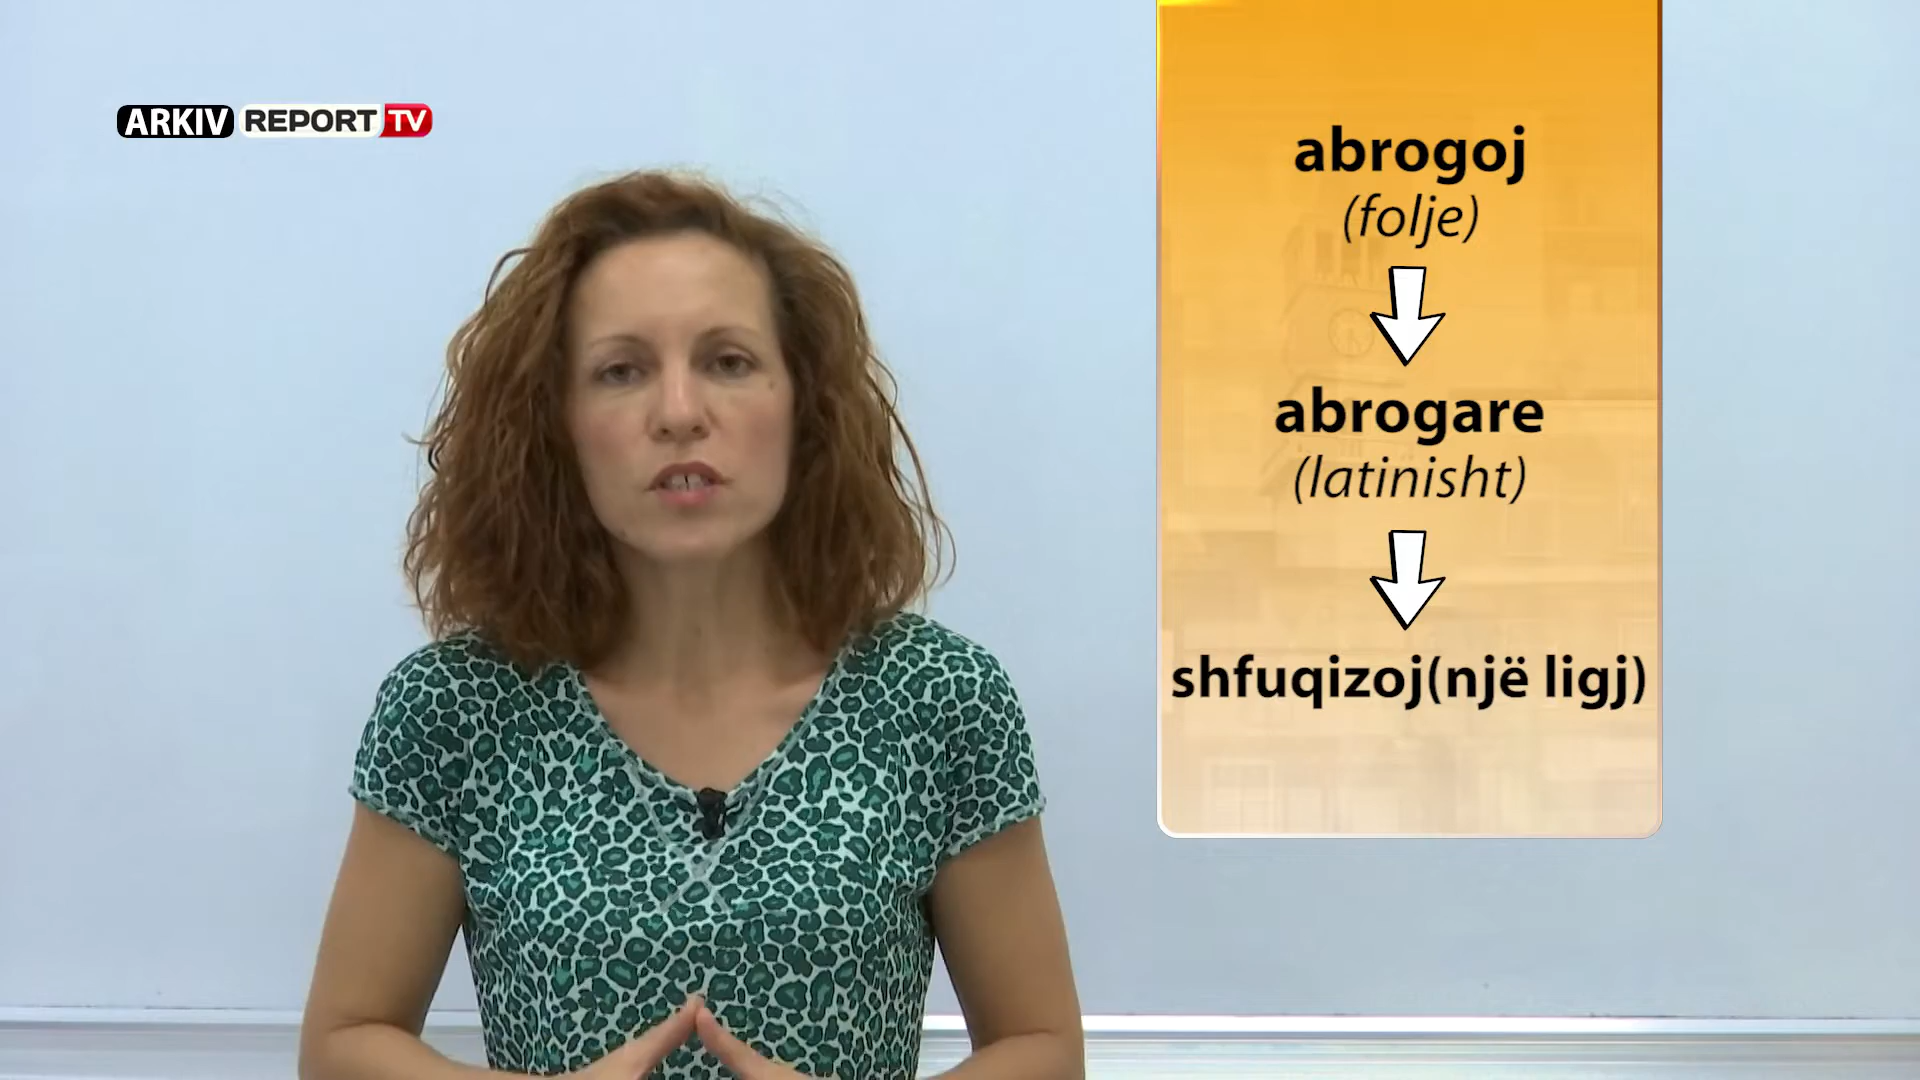 ARKIV REPORT TV
abrogoj
(folje)
abrogare
(latinisht)
shfuqizoj(një ligj)